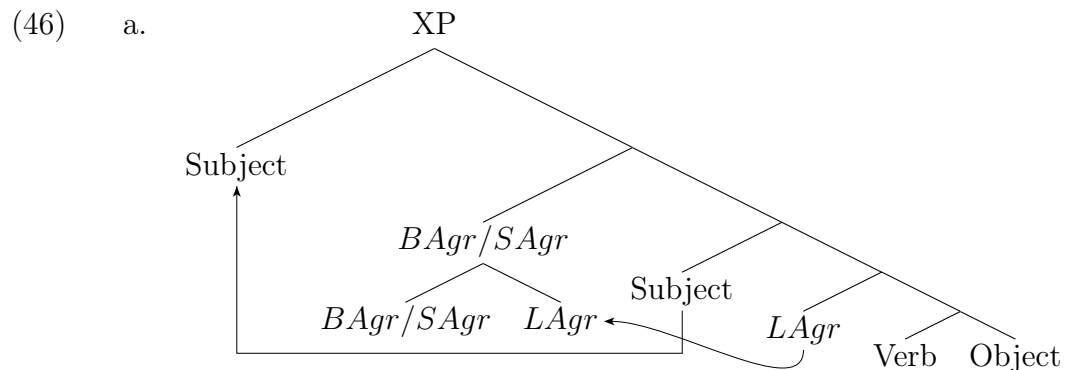 (46) a. XP
Subject
BAgr/SAgr
Subject
BAgr/SAgr LAgr LAgr
Verb Object